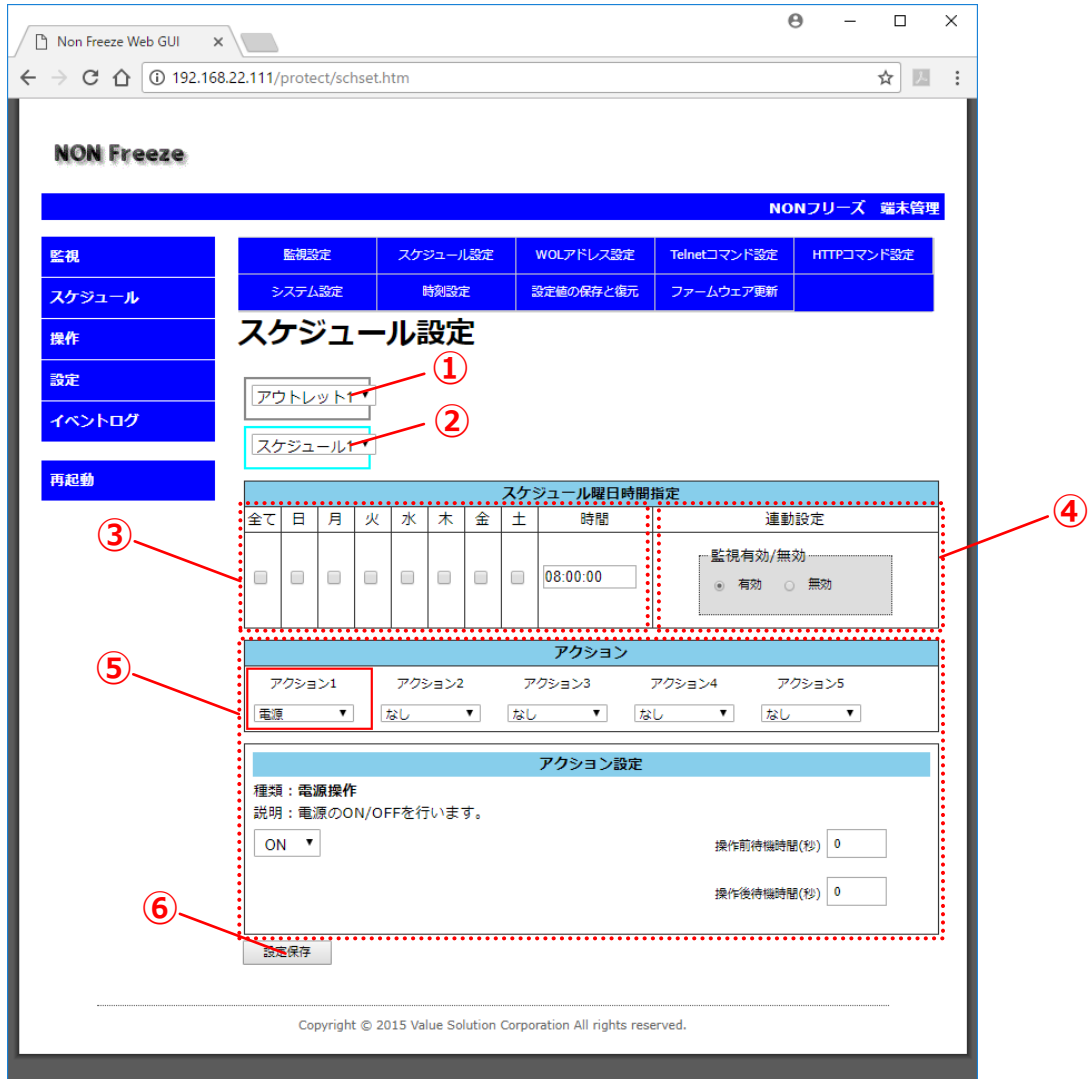 Non Freeze Web GUI
192.168.22.111/protect/schset.htm
NON Freeze
NONフリーズ 端末管理
監視
スケジュール
操作
設定
イベントログ
再起動
監視設定 スケジュール設定 WOLアドレス設定 Telnetコマンド設定 HTTPコマンド設定
システム設定 時刻設定 設定値の保存と復元 ファームウェア更新
スケジュール設定
①
アウトレット1
②
スケジュール1
スケジュール曜日時間指定
④
全て 日 月 火 水 木 金 土 時間 連動設定
③
監視有効/無効
08:00:00
有効 無効
アクション
⑤
アクション1 アクション2 アクション3 アクション4 アクション5
電源 なし なし なし なし
アクション設定
種類：電源操作
説明：電源のON/OFFを行います。
ON
操作前待機時間(秒) 0
操作後待機時間(秒) 0
⑥
設定保存
Copyright © 2015 Value Solution Corporation All rights reserved.